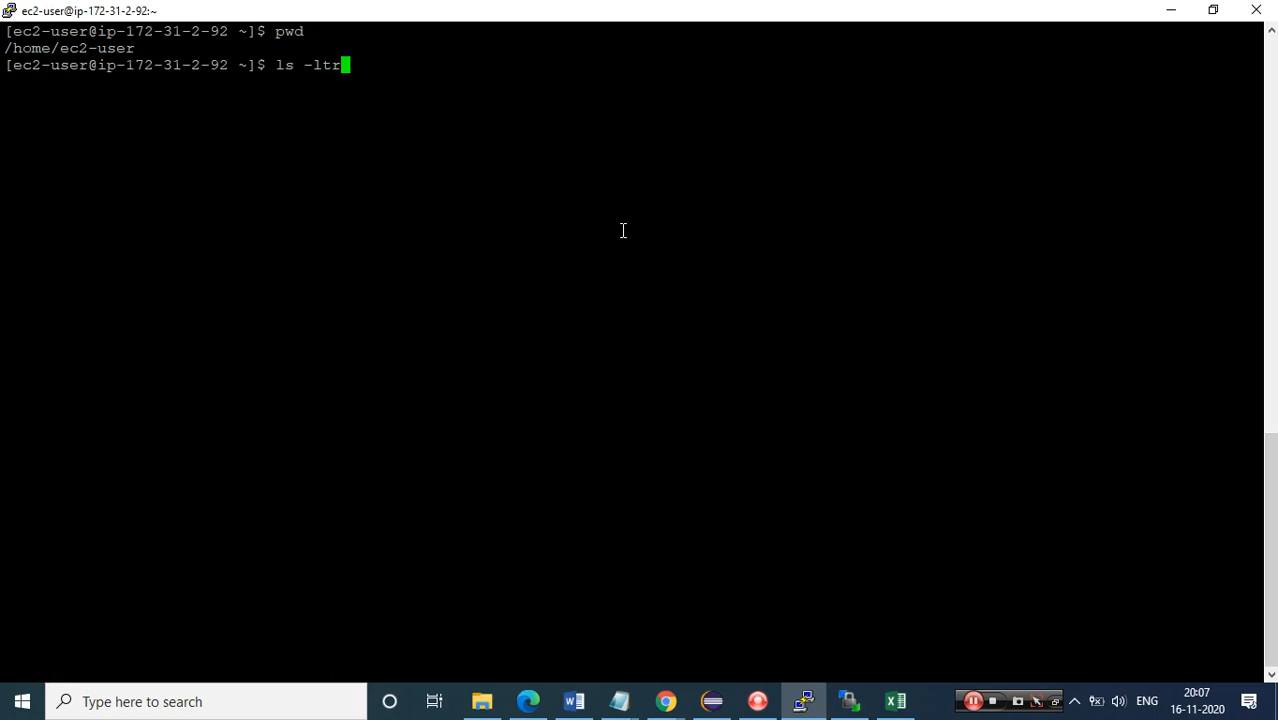 ec2-user@ip-172-31-2-92:~
[ec2-user@ip-172-31-2-92 ~]$ pwd
/home/ec2-user
[ec2-user@ip-172-31-2-92 ~]$ ls -ltr
Type here to search
ENG
20:07
16-11-2020